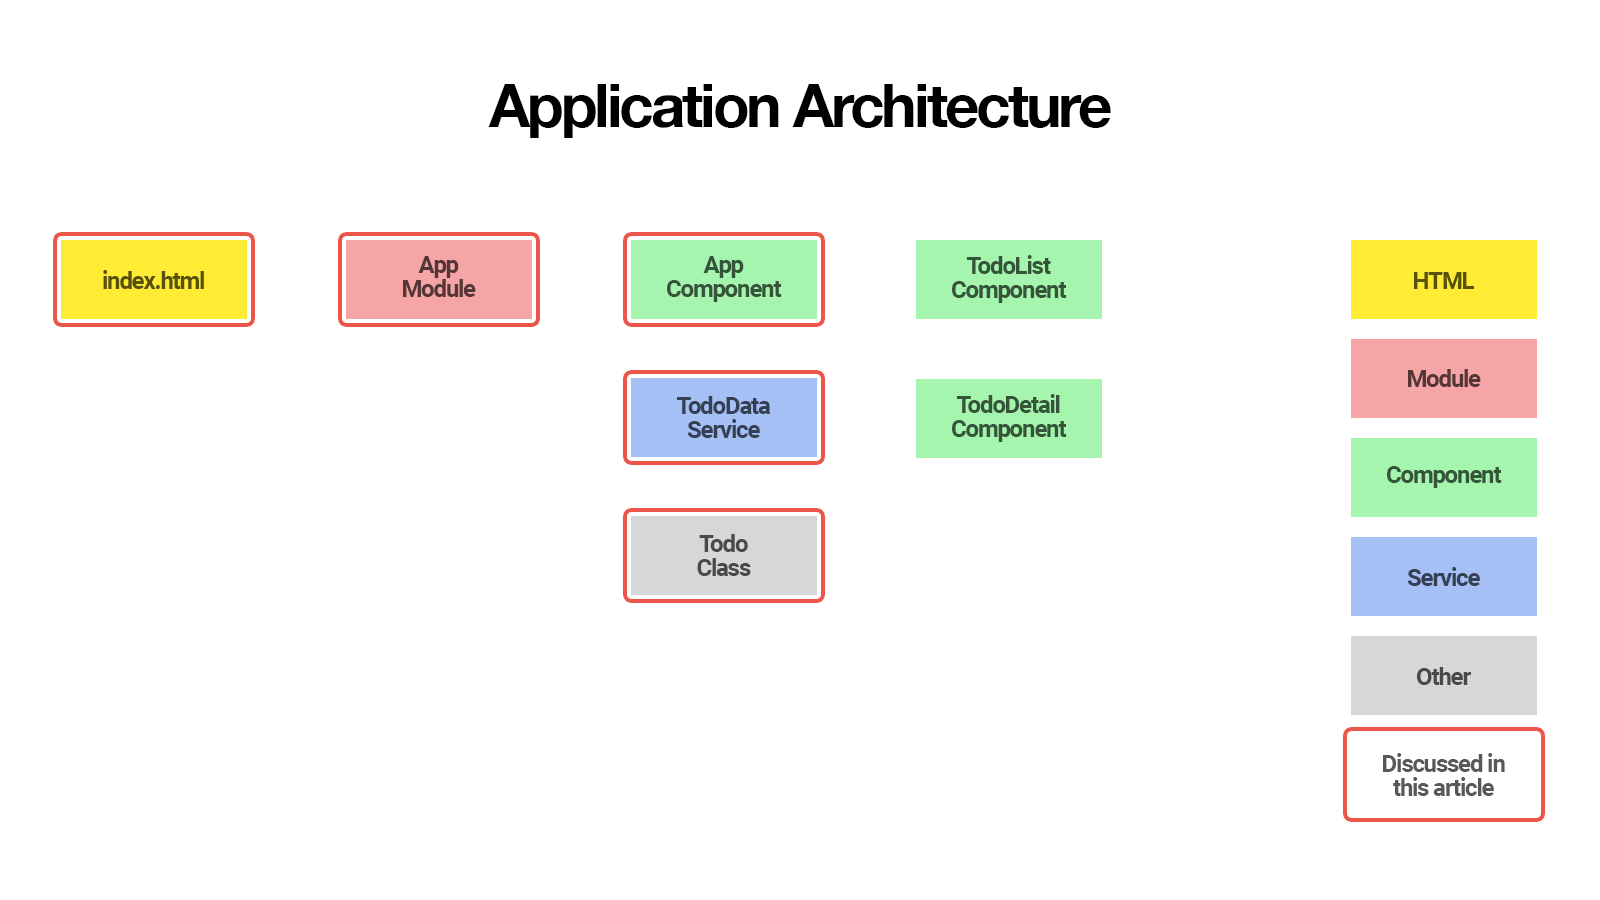 Application Architecture
index.html
App
Module
App
Component
TodoList
Component
TodoData
Service
TodoDetail
Component
Todo
Class
HTML
Module
Component
Service
Other
Discussed in
this article